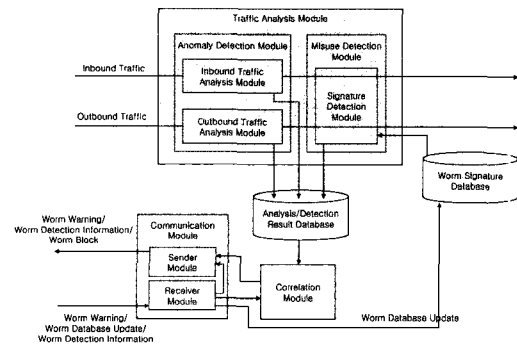 Traffic Analysis Module
Anomaly Detection Module
Misuse Detection
Module
Inbound Traffic
Inbound Traffic
Analysis Module
Signature
Detection
Module
Outbound Traffic
Outbound Traffic
Analysis Module
Worm Signature
Database
Analysis/Detection
Result Database
Worm Warning/
Worm Detection Information/
Worm Block
Communication
Module
Sender
Module
Receiver
Module
Correlation
Module
Worm Database Update
Worm Warning/
Worm Database Update/
Worm Detection Information